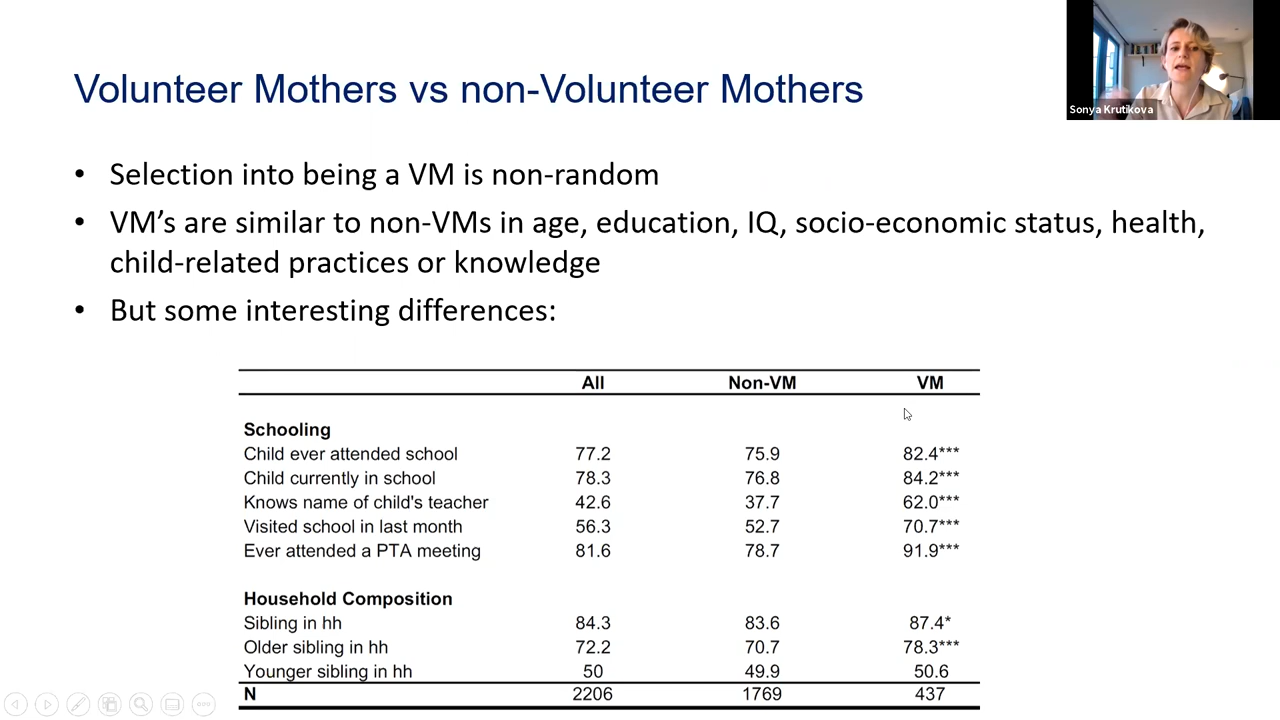 Sonya Krutikova
Volunteer Mothers vs non-Volunteer Mothers
• Selection into being a VM is non-random
• VM’s are similar to non-VMs in age, education, IQ, socio-economic status, health,
child-related practices or knowledge
• But some interesting differences:
All Non-VM VM
Schooling
Child ever attended school 77.2 75.9 82.4***
Child currently in school 78.3 76.8 84.2***
Knows name of child's teacher 42.6 37.7 62.0***
Visited school in last month 56.3 52.7 70.7***
Ever attended a PTA meeting 81.6 78.7 91.9***
Household Composition
Sibling in hh 84.3 83.6 87.4*
Older sibling in hh 72.2 70.7 78.3***
Younger sibling in hh 50 49.9 50.6
N 2206 1769 437